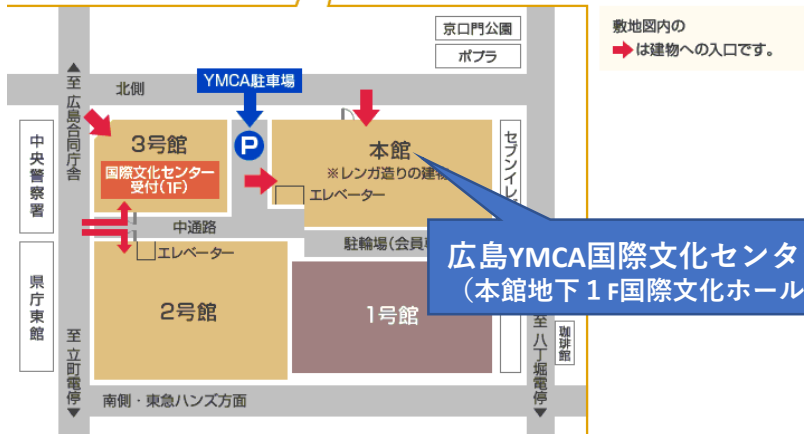 京口門公園
ポプラ
敷地図内の
は建物への入口です。
▲至 広島合同庁舎
北側
YMCA駐車場
P
中央警察署
3号館
国際文化センター
受付(1F)
本館
※レンガ造りの建物
エレベーター
セブンイレ
中通路
エレベーター
駐輪場(会員
広島YMCA国際文化センタ
(本館地下1F国際文化ホール
県庁東館
2号館
1号館
至 立町電停▼
至 八丁堀電停▼
珈琲館
南側・東急ハンズ方面